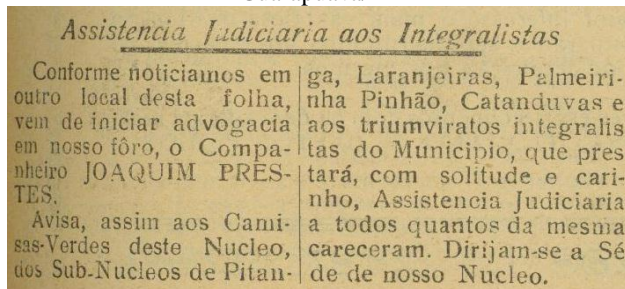 Assistencia Judiciaria aos Integralistas
Conforme noticiamos em
outro local desta folha,
vem de iniciar advogacia
em nosso fôro, o Compa-
nheiro JOAQUIM PRES-
TES.
Avisa, assim aos Cami-
sas-Verdes deste Nucleo,
dos Sub-Nucleos de Pitan-
ga, Laranjeiras, Palmeiri-
nha Pinhão, Catanduvas e
aos triumviratos integralis
tas do Municipio, que pres
tará, com solitude e cari-
nho, Assistencia Judiciaria
a todos quantos da mesma
careceram. Dirijam-se a Sé
de de nosso Nucleo.